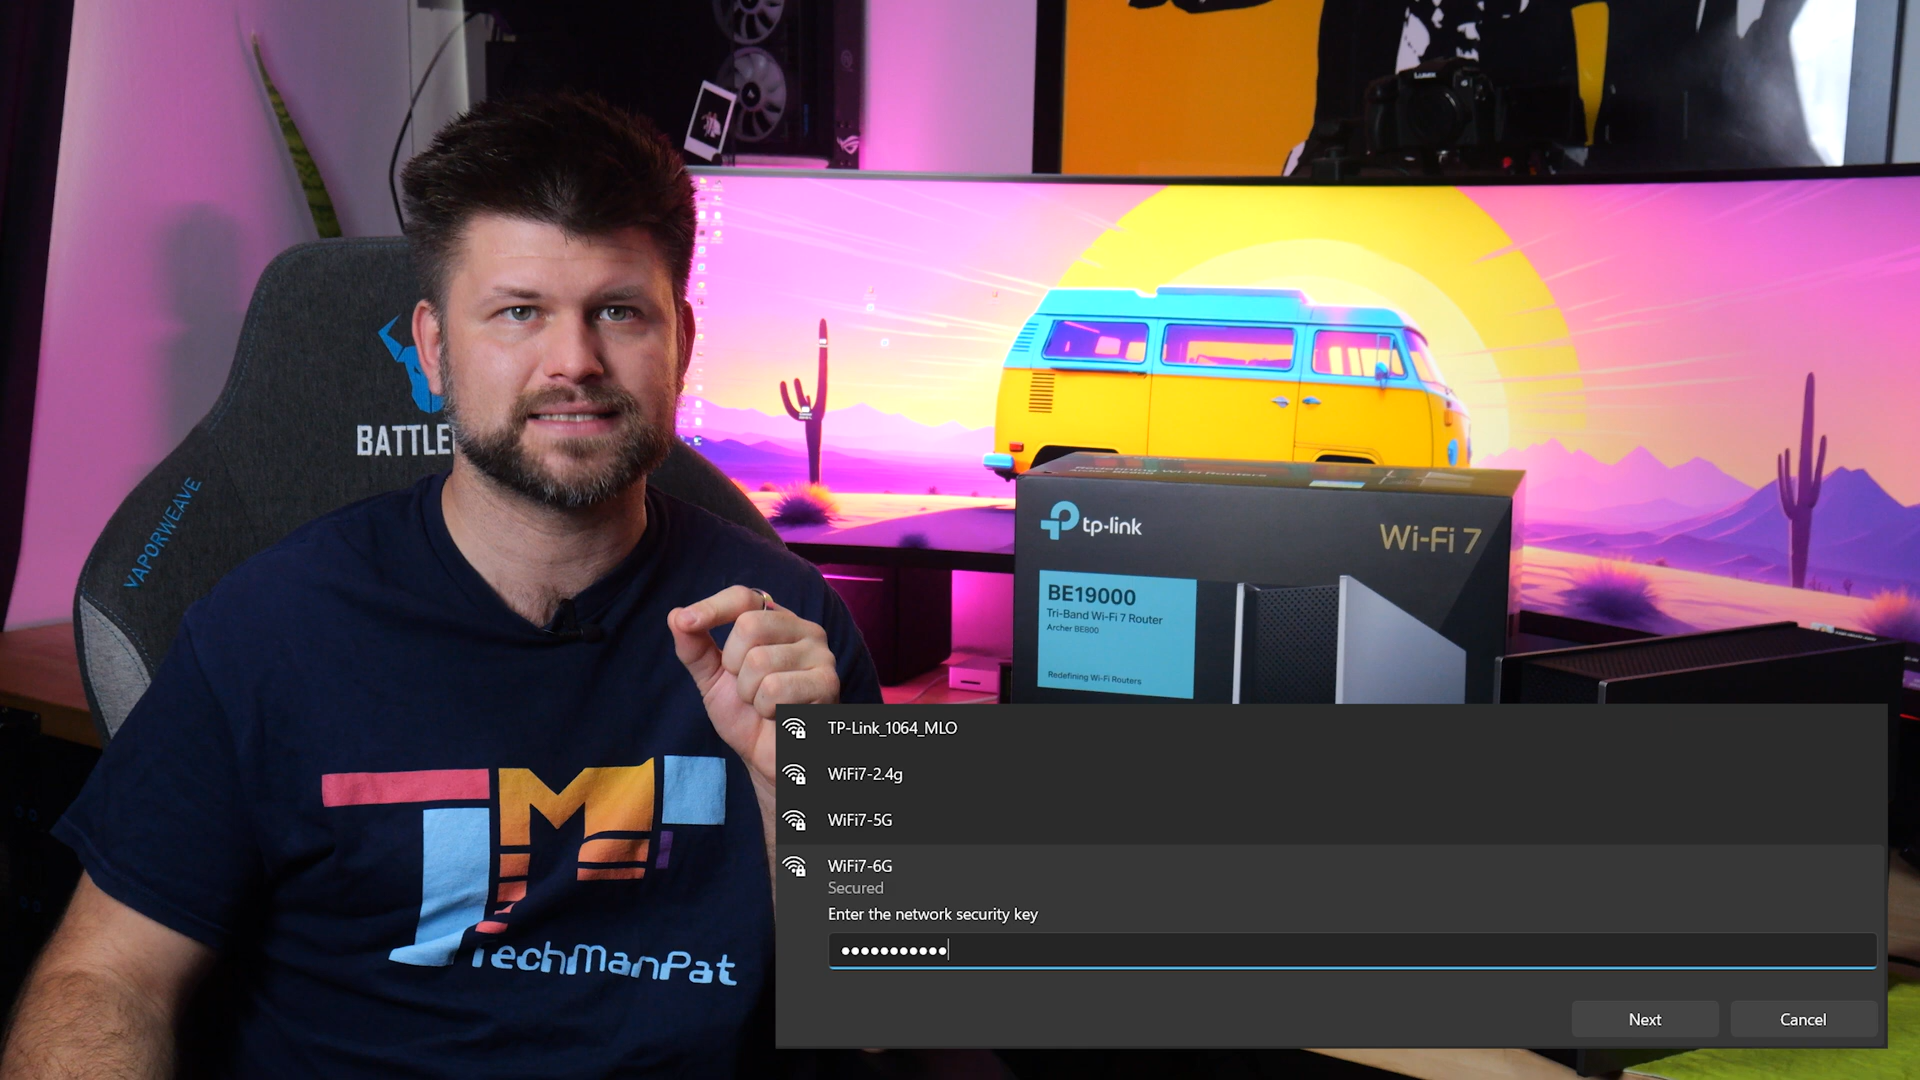 LUMIX
BATTLE
VAPORWEAVE
tp-link
Wi-Fi 7
BE19000
Tri-Band Wi-Fi 7 Router
Archer BE800
Redefining Wi-Fi Routers
TechManPat
TP-Link_1064_MLO
WiFi7-2.4g
WiFi7-5G
WiFi7-6G
Secured
Enter the network security key
●●●●●●●●●●●
Next
Cancel